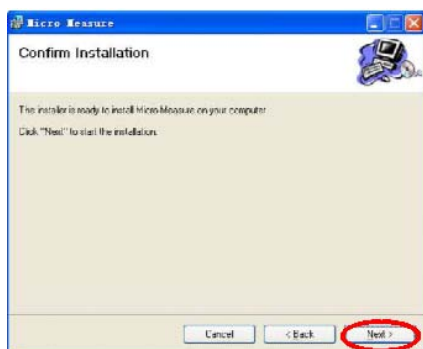 Micro Measure
Confirm Installation
The installer is ready to install Micro Measure on your computer.
Click "Next" to start the installation.
Cancel
< Back
Next >